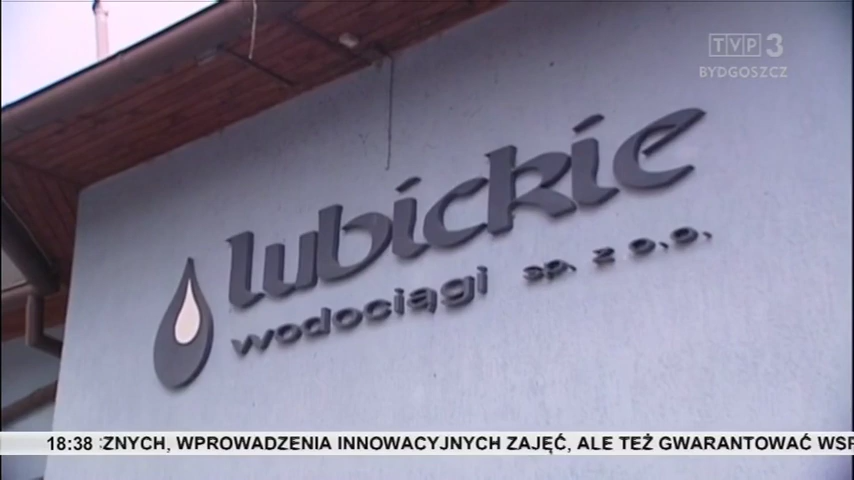 TVP3
BYDGOSZCZ
lubickie
wodociągi sp. z o.o.
18:38 ZNYCH, WPROWADZENIA INNOWACYJNYCH ZAJĘĆ, ALE TEŻ GWARANTOWAĆ WSP